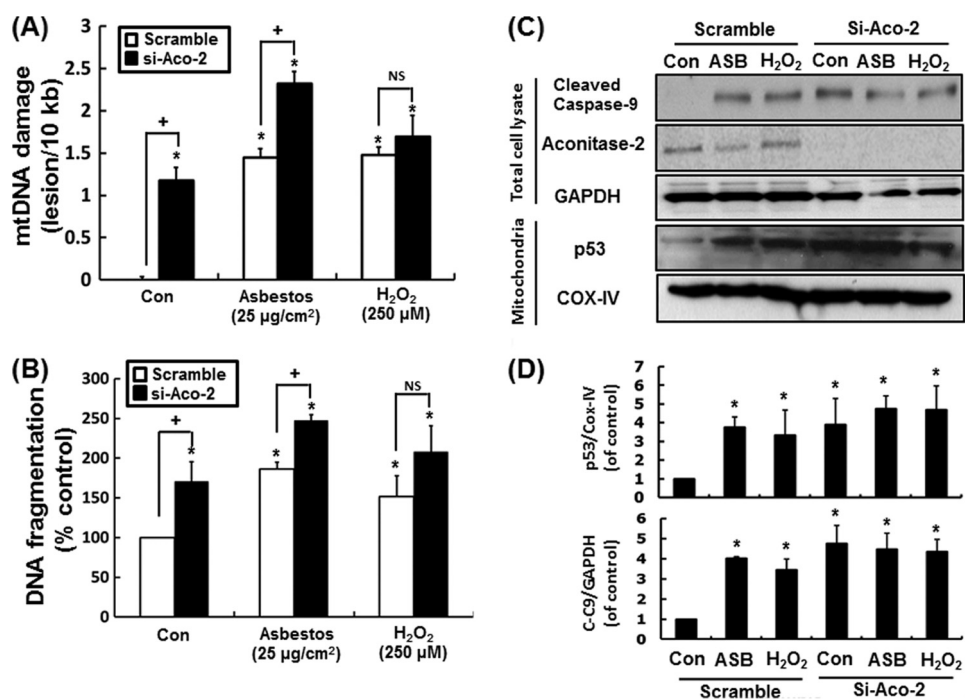 (A)
3
2.5
2
1.5
1
0.5
0
mtDNA damage
(lesion/10 kb)
Scramble
si-Aco-2
+
*
+
*
*
NS
*
*
Con
Asbestos
(25 µg/cm²)
H₂O₂
(250 µM)
(B)
300
250
200
150
100
50
0
DNA fragmentation
(% control)
Scramble
si-Aco-2
+
*
+
*
*
NS
*
*
Con
Asbestos
(25 µg/cm²)
H₂O₂
(250 µM)
(C)
Scramble
Si-Aco-2
Con ASB H₂O₂ Con ASB H₂O₂
Total cell lysate
Cleaved
Caspase-9
Aconitase-2
GAPDH
Mitochondria
p53
COX-IV
(D)
p53/Cox-IV
(of control)
7
6
5
4
3
2
1
0
* * * * *
C-C9/GAPDH
(of control)
6
5
4
3
2
1
0
* * * * *
Con ASB H₂O₂ Con ASB H₂O₂
Scramble
Si-Aco-2